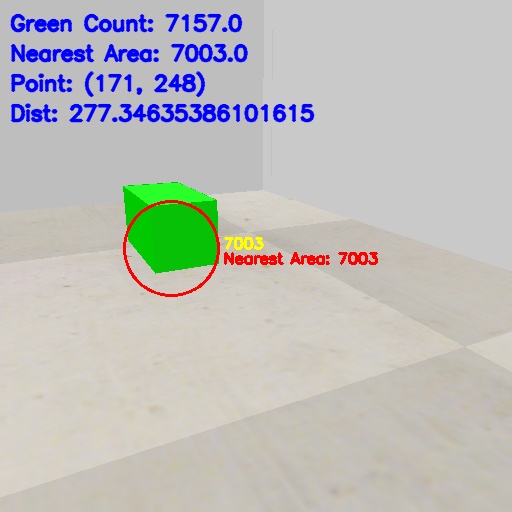 Green Count: 7157.0
Nearest Area: 7003.0
Point: (171, 248)
Dist: 277.34635386101615
7003
Nearest Area: 7003